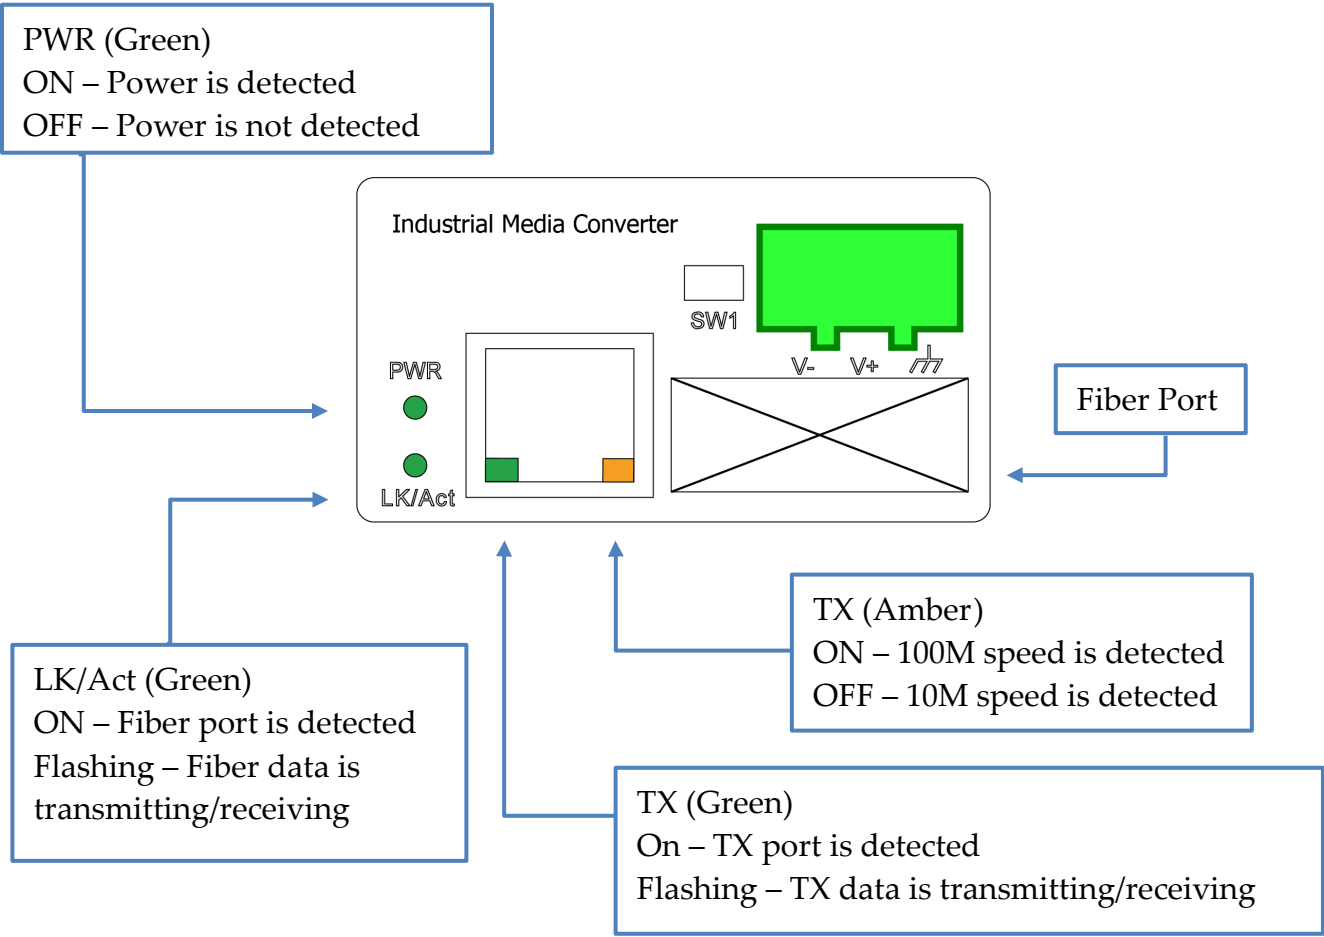 PWR (Green)
ON – Power is detected
OFF – Power is not detected
Industrial Media Converter
SW1
V-
V+
PWR
LK/Act
Fiber Port
TX (Amber)
ON – 100M speed is detected
OFF – 10M speed is detected
LK/Act (Green)
ON – Fiber port is detected
Flashing – Fiber data is
transmitting/receiving
TX (Green)
On – TX port is detected
Flashing – TX data is transmitting/receiving